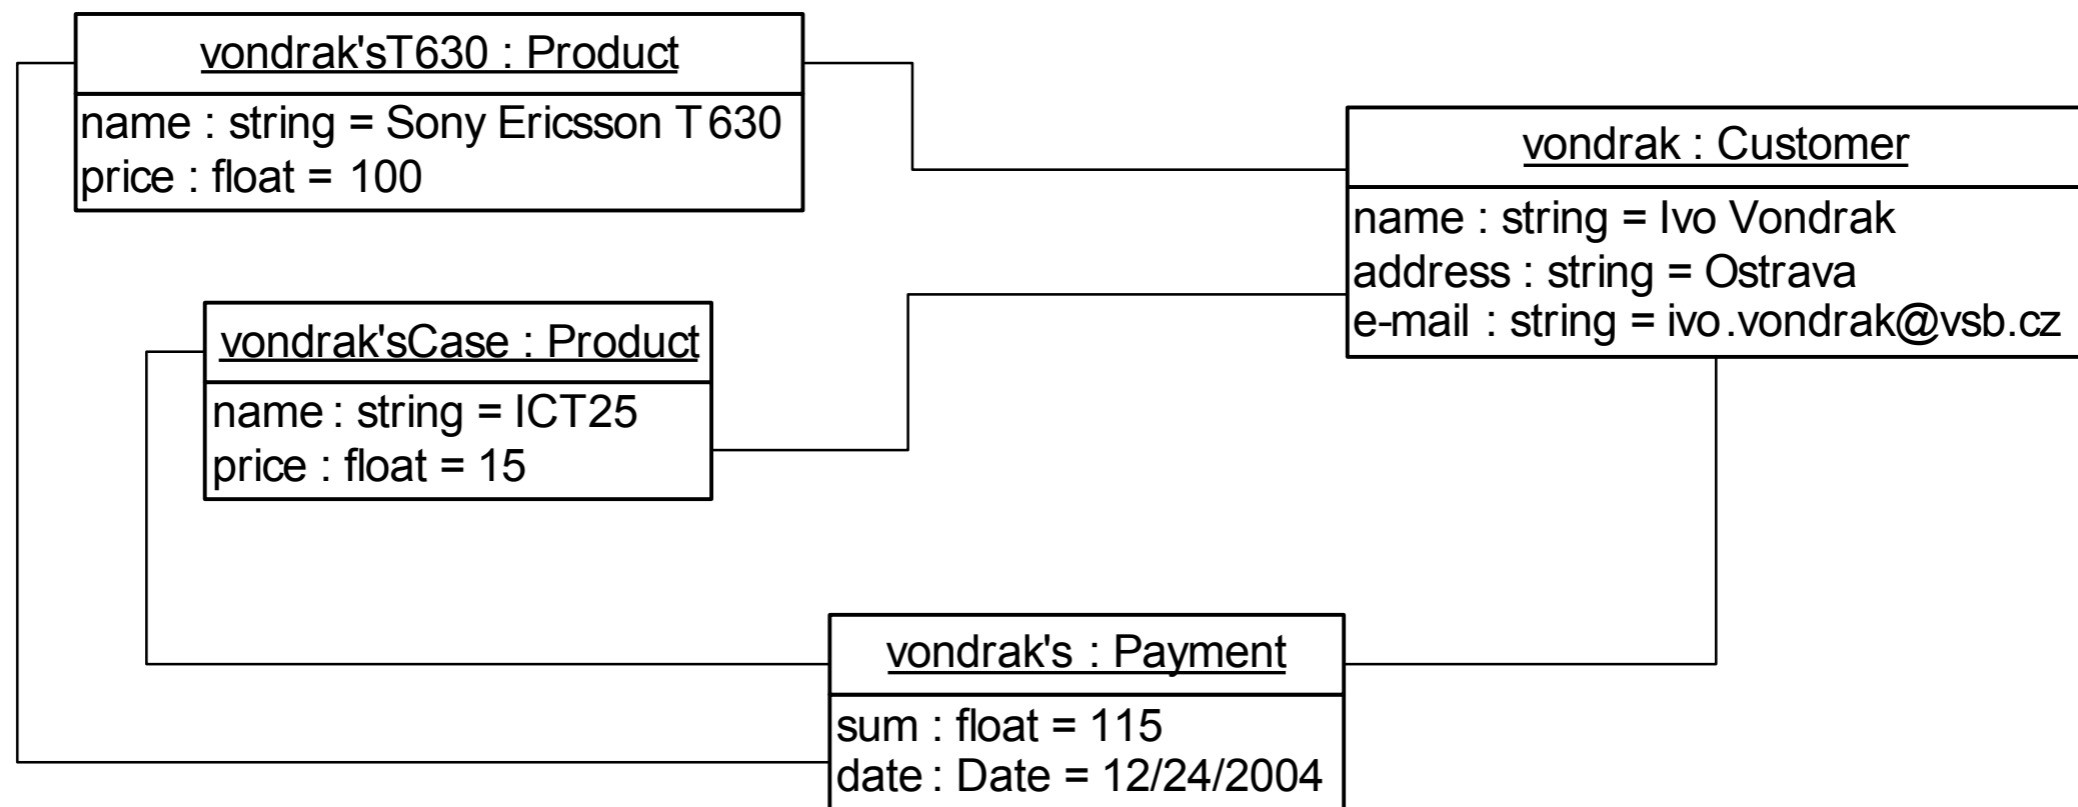 vondrak'sT630 : Product
name : string = Sony Ericsson T630
price : float = 100
vondrak : Customer
name : string = Ivo Vondrak
address : string = Ostrava
e-mail : string = ivo.vondrak@vsb.cz
vondrak'sCase : Product
name : string = ICT25
price : float = 15
vondrak's : Payment
sum : float = 115
date : Date = 12/24/2004